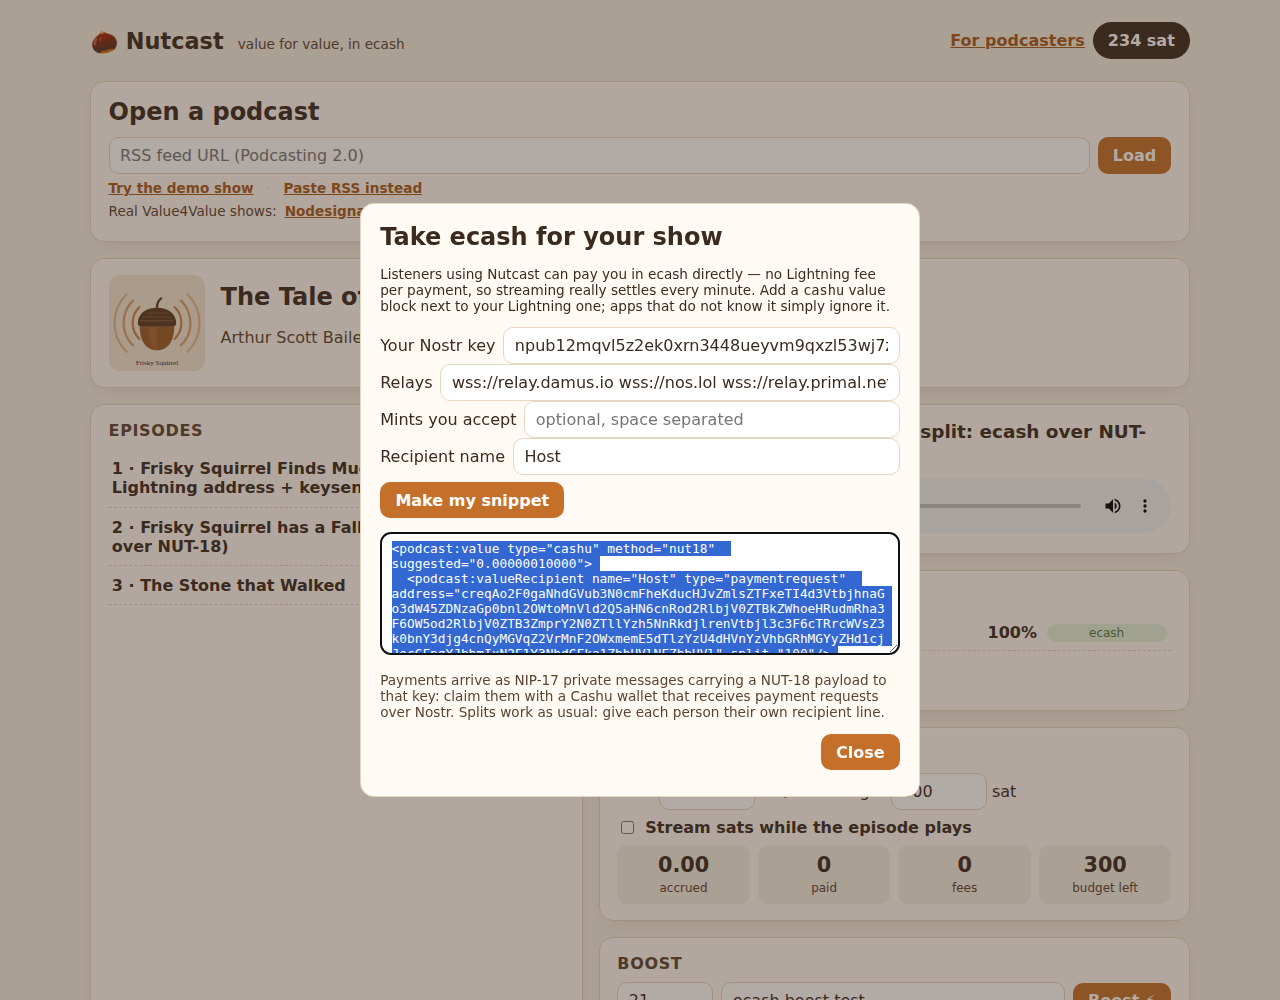 Nutcast value for value, in ecash
For podcasters 234 sat
Open a podcast
RSS feed URL (Podcasting 2.0) Load
Try the demo show · Paste RSS instead
Real Value4Value shows:
The Tale
Arthur Scott
Frisky Squirrel
EPISODES
1 · Frisky Squirrel Finds
Lightning address +
2 · Frisky Squirrel has a
over NUT-18)
3 · The Stone that Walked
split: ecash over NUT-
100% ecash
Take ecash for your show
Listeners using Nutcast can pay you in ecash directly — no Lightning fee
per payment, so streaming really settles every minute. Add a cashu value
block next to your Lightning one; apps that do not know it simply ignore it.
Your Nostr key npub12mqvl5z2ek0xrn3448ueyvm9qxzl53wj7
Relays wss://relay.damus.io wss://nos.lol wss://relay.primal.net
Mints you accept optional, space separated
Recipient name Host
Make my snippet
<podcast:value type="cashu" method="nut18"
suggested="0.00000010000">
<podcast:valueRecipient name="Host" type="paymentrequest"
address="creqAo2F0gaNhdGVub3N0cmFheKducHJvZmlsZTFxeTI4d3VtbjhnaG
o3dW45ZDNzaGp0bnl2OWtoMnVld2Q5aHN6cnRod2RlbjV0ZTBkZWhoeHRudmRha3
F6OW5od2RlbjV0ZTB3ZmprY2N0ZTllYzh5NnRkdjlrenVtbjl3c3F6cTRrcWVsZ3
k0bnY3djg4cnQyMGVqZ2VrMnF2OWxmemE5dTlzYzU4dHVnYzVhbGRhMGYyZHd1cj
Payments arrive as NIP-17 private messages carrying a NUT-18 payload to
that key: claim them with a Cashu wallet that receives payment requests
over Nostr. Splits work as usual: give each person their own recipient line.
Close
sat
Stream sats while the episode plays
0.00 0 0 300
accrued paid fees budget left
BOOST
21 ecash boost test Boost